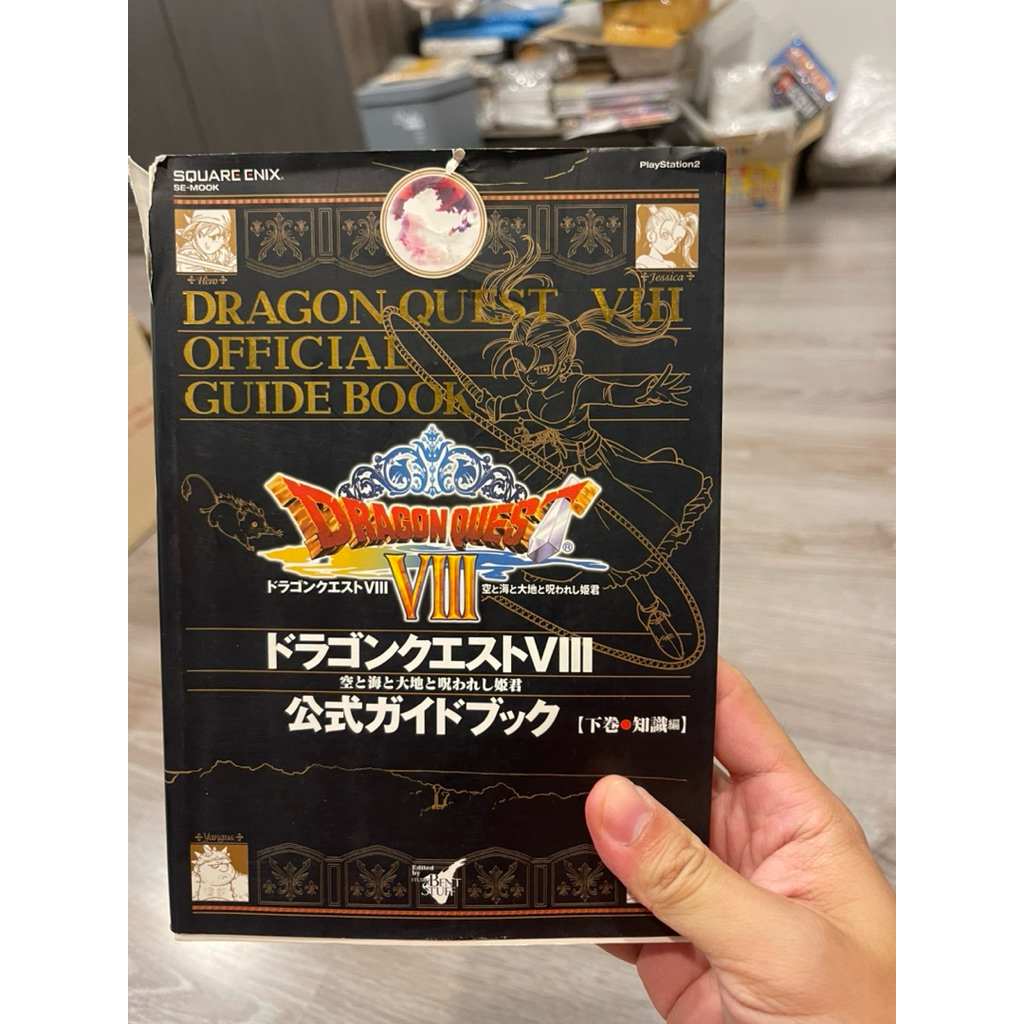 SQUARE ENIX®
SE-MOOK
PlayStation2
Hero
Jessica
DRAGON QUEST VIII
OFFICIAL
GUIDE BOOK
DRAGON QUEST
®
VIII
ドラゴンクエストVIII
空と海と大地と呪われし姫君
ドラゴンクエストVIII
空と海と大地と呪われし姫君
公式ガイドブック
【下巻●知識編】
Yangus
Edited by
STUDIO
BENT STUFF